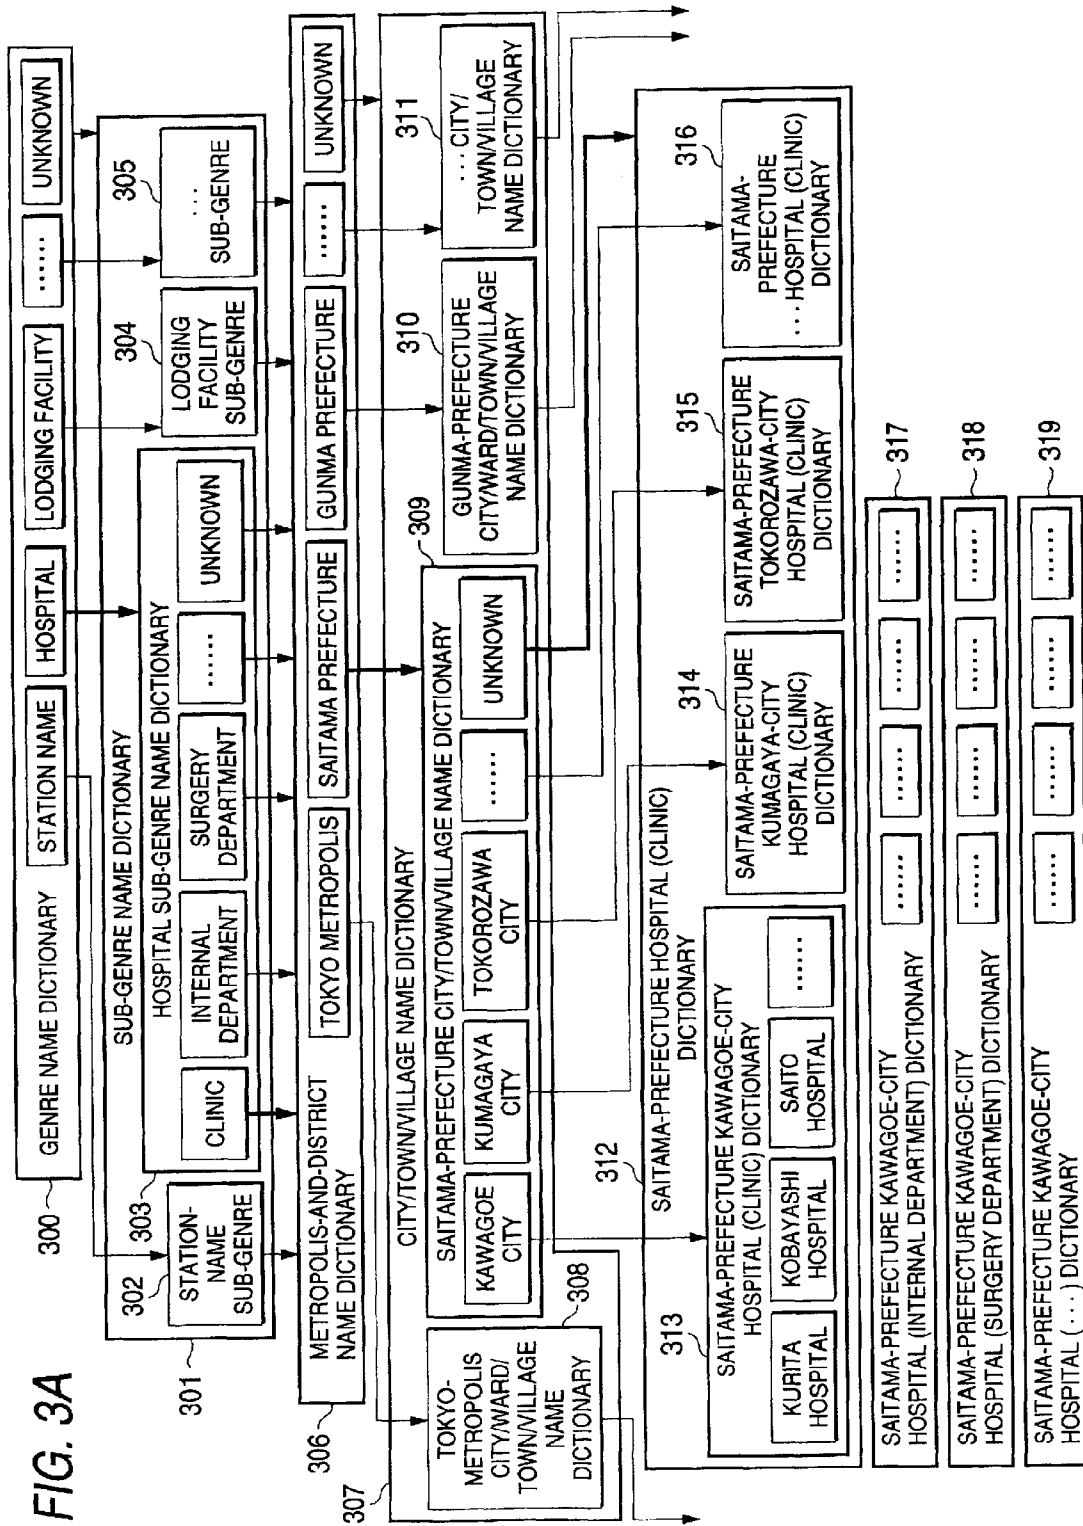 FIG. 3A
300
GENRE NAME DICTIONARY
STATION NAME
HOSPITAL
LODGING FACILITY
......
UNKNOWN
301
SUB-GENRE NAME DICTIONARY
302
STATION-
NAME
SUB-GENRE
303
HOSPITAL SUB-GENRE NAME DICTIONARY
CLINIC
INTERNAL
DEPARTMENT
SURGERY
DEPARTMENT
......
UNKNOWN
304
LODGING
FACILITY
SUB-GENRE
305
...
SUB-GENRE
306
METROPOLIS-AND-DISTRICT
NAME DICTIONARY
TOKYO METROPOLIS
SAITAMA PREFECTURE
GUNMA PREFECTURE
......
UNKNOWN
307
CITY/TOWN/VILLAGE NAME DICTIONARY
308
TOKYO-
METROPOLIS
CITY/WARD/
TOWN/VILLAGE
NAME
DICTIONARY
309
SAITAMA-PREFECTURE CITY/TOWN/VILLAGE NAME DICTIONARY
KAWAGOE
CITY
KUMAGAYA
CITY
TOKOROZAWA
CITY
......
UNKNOWN
310
GUNMA-PREFECTURE
CITY/WARD/TOWN/VILLAGE
NAME DICTIONARY
311
...CITY/
TOWN/VILLAGE
NAME DICTIONARY
312
SAITAMA-PREFECTURE HOSPITAL (CLINIC)
DICTIONARY
313
SAITAMA-PREFECTURE KAWAGOE-CITY
HOSPITAL (CLINIC) DICTIONARY
KURITA
HOSPITAL
KOBAYASHI
HOSPITAL
SAITO
HOSPITAL
......
314
SAITAMA-PREFECTURE
KUMAGAYA-CITY
HOSPITAL (CLINIC)
DICTIONARY
315
SAITAMA-PREFECTURE
TOKOROZAWA-CITY
HOSPITAL (CLINIC)
DICTIONARY
316
SAITAMA-
PREFECTURE
...HOSPITAL (CLINIC)
DICTIONARY
SAITAMA-PREFECTURE KAWAGOE-CITY
HOSPITAL (INTERNAL DEPARTMENT) DICTIONARY
...... ...... ...... ......
317
SAITAMA-PREFECTURE KAWAGOE-CITY
HOSPITAL (SURGERY DEPARTMENT) DICTIONARY
...... ...... ...... ......
318
SAITAMA-PREFECTURE KAWAGOE-CITY
HOSPITAL (...) DICTIONARY
...... ...... ...... ......
319